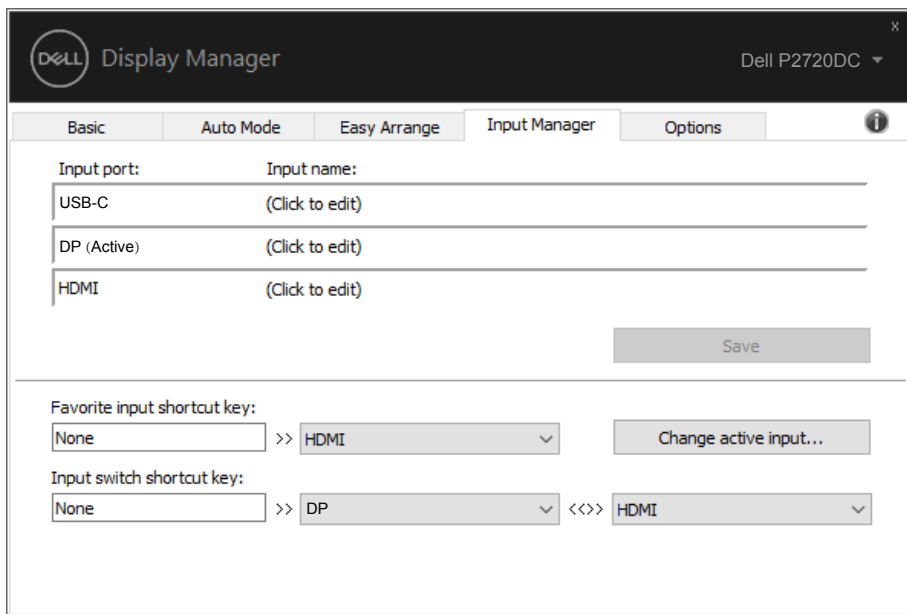 x
DELL Display Manager Dell P2720DC
Basic Auto Mode Easy Arrange Input Manager Options i
Input port: Input name:
USB-C (Click to edit)
DP (Active) (Click to edit)
HDMI (Click to edit)
Save
Favorite input shortcut key:
None >> HDMI Change active input...
Input switch shortcut key:
None >> DP <<>> HDMI